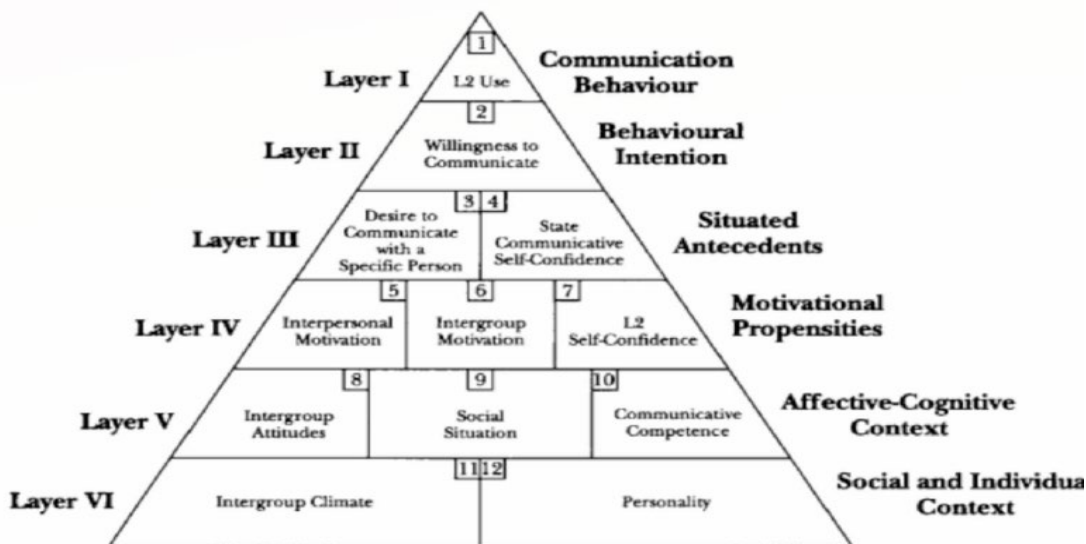 1
Layer I
L2 Use
Communication
Behaviour
2
Layer II
Willingness to
Communicate
Behavioural
Intention
3 4
Layer III
Desire to
Communicate
with a
Specific Person
State
Communicative
Self-Confidence
Situated
Antecedents
5 6 7
Layer IV
Interpersonal
Motivation
Intergroup
Motivation
L2
Self-Confidence
Motivational
Propensities
8 9 10
Layer V
Intergroup
Attitudes
Social
Situation
Communicative
Competence
Affective-Cognitive
Context
11 12
Layer VI
Intergroup Climate
Personality
Social and Individua
Context